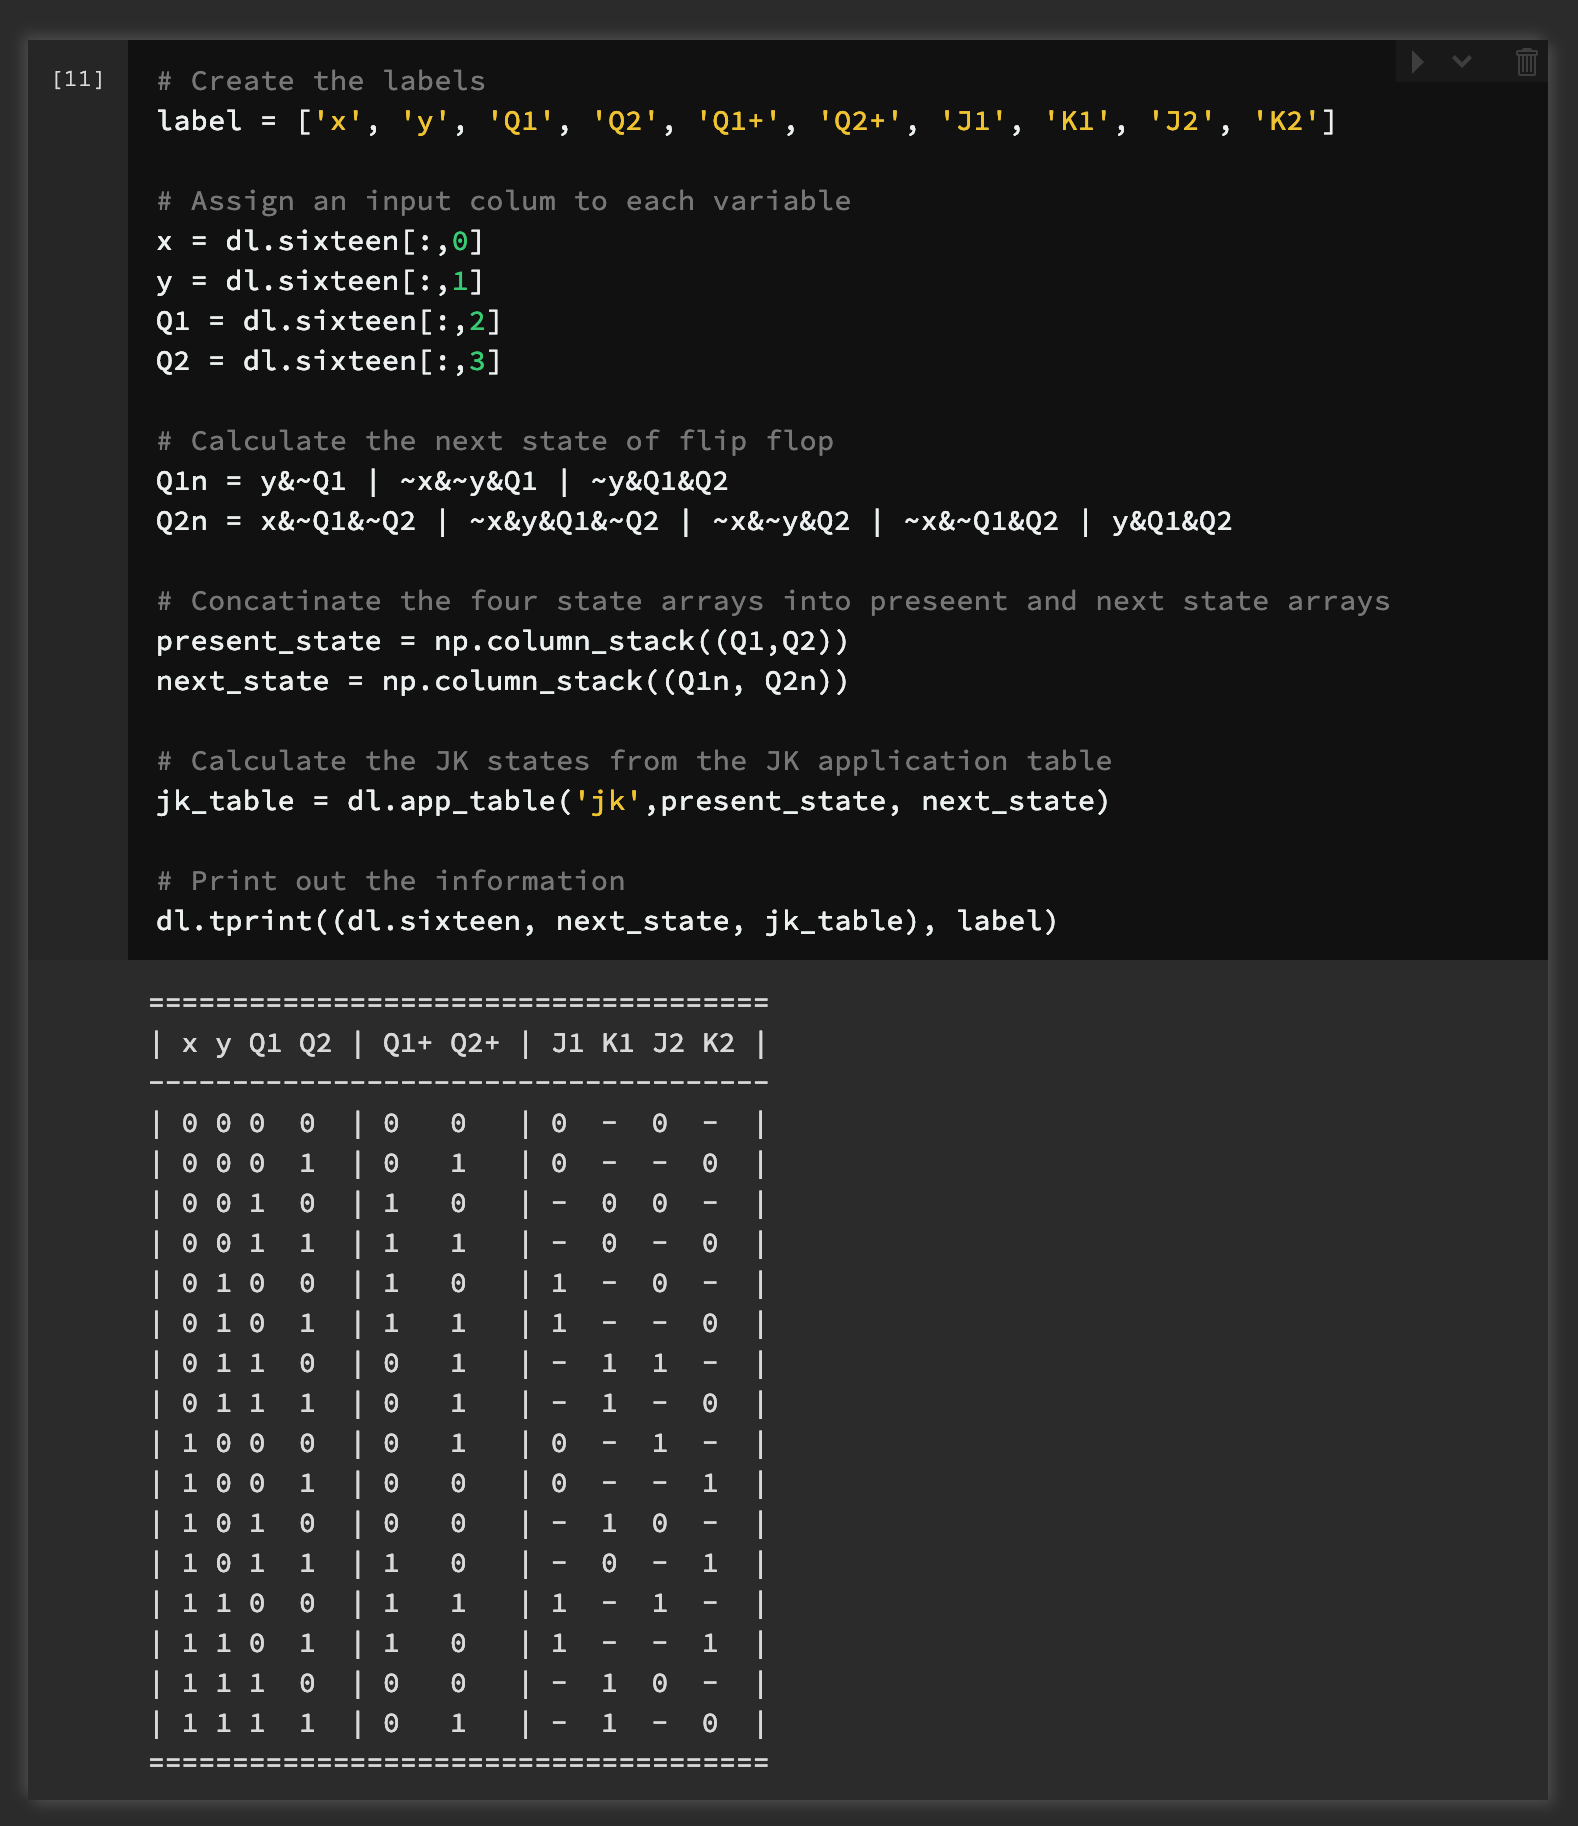 [11]
# Create the labels
label = ['x', 'y', 'Q1', 'Q2', 'Q1+', 'Q2+', 'J1', 'K1', 'J2', 'K2']
# Assign an input colum to each variable
x = dl.sixteen[:,0]
y = dl.sixteen[:,1]
Q1 = dl.sixteen[:,2]
Q2 = dl.sixteen[:,3]
# Calculate the next state of flip flop
Q1n = y&~Q1 | ~x&~y&Q1 | ~y&Q1&Q2
Q2n = x&~Q1&~Q2 | ~x&y&Q1&~Q2 | ~x&~y&Q2 | ~x&~Q1&Q2 | y&Q1&Q2
# Concatinate the four state arrays into preseent and next state arrays
present_state = np.column_stack((Q1,Q2))
next_state = np.column_stack((Q1n, Q2n))
# Calculate the JK states from the JK application table
jk_table = dl.app_table('jk',present_state, next_state)
# Print out the information
dl.tprint((dl.sixteen, next_state, jk_table), label)
=====================================
| x y Q1 Q2 | Q1+ Q2+ | J1 K1 J2 K2 |
-------------------------------------
| 0 0 0  0  | 0   0   | 0  -  0  -  |
| 0 0 0  1  | 0   1   | 0  -  -  0  |
| 0 0 1  0  | 1   0   | -  0  0  -  |
| 0 0 1  1  | 1   1   | -  0  -  0  |
| 0 1 0  0  | 1   0   | 1  -  0  -  |
| 0 1 0  1  | 1   1   | 1  -  -  0  |
| 0 1 1  0  | 0   1   | -  1  1  -  |
| 0 1 1  1  | 0   1   | -  1  -  0  |
| 1 0 0  0  | 0   1   | 0  -  1  -  |
| 1 0 0  1  | 0   0   | 0  -  -  1  |
| 1 0 1  0  | 0   0   | -  1  0  -  |
| 1 0 1  1  | 1   0   | -  0  -  1  |
| 1 1 0  0  | 1   1   | 1  -  1  -  |
| 1 1 0  1  | 1   0   | 1  -  -  1  |
| 1 1 1  0  | 0   0   | -  1  0  -  |
| 1 1 1  1  | 0   1   | -  1  -  0  |
=====================================